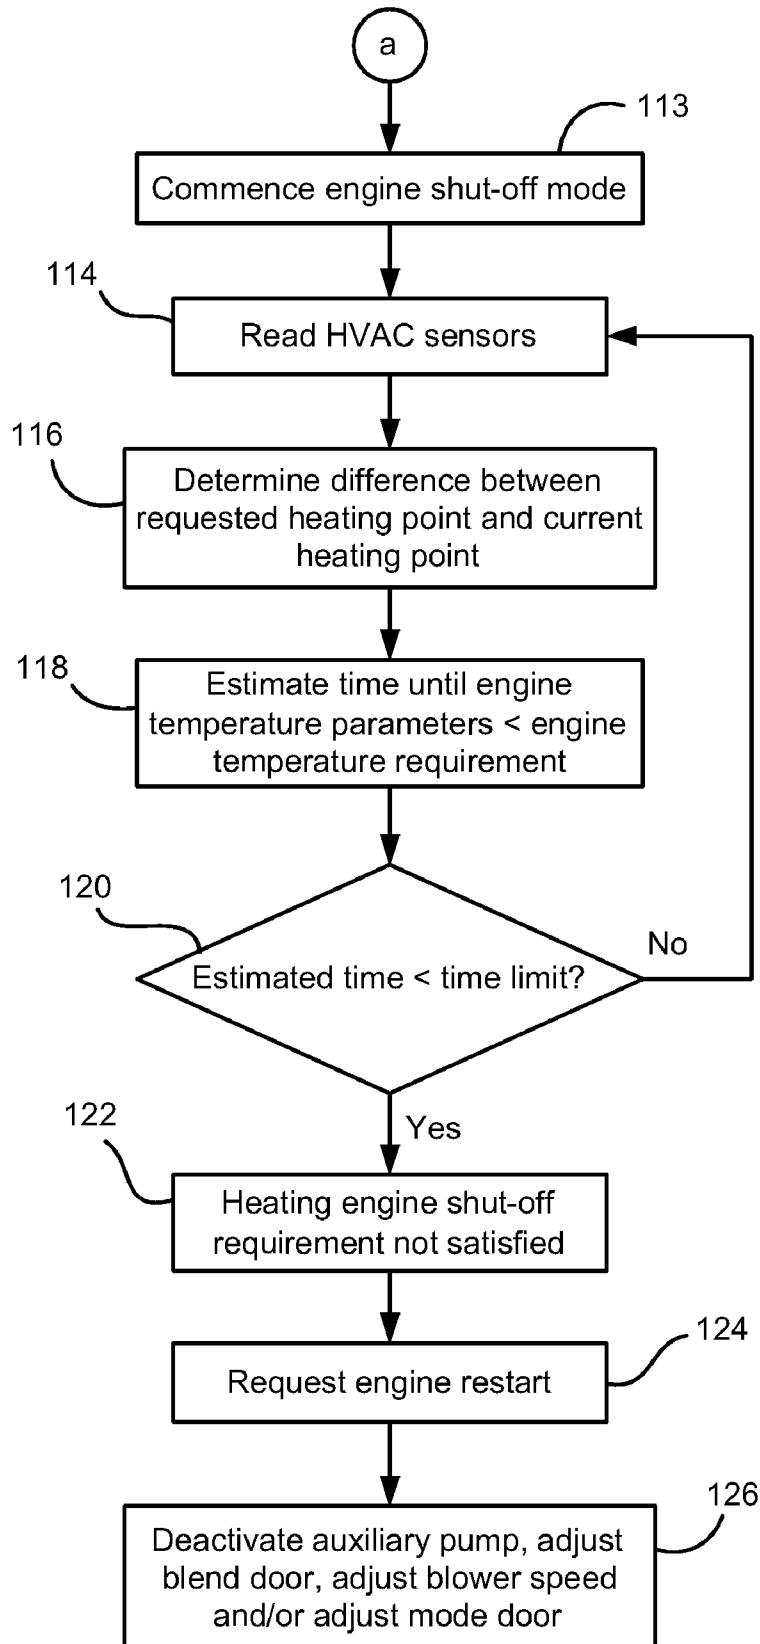 a
113
Commence engine shut-off mode
114
Read HVAC sensors
116
Determine difference between
requested heating point and current
heating point
118
Estimate time until engine
temperature parameters < engine
temperature requirement
120
Estimated time < time limit?
No
Yes
122
Heating engine shut-off
requirement not satisfied
124
Request engine restart
126
Deactivate auxiliary pump, adjust
blend door, adjust blower speed
and/or adjust mode door